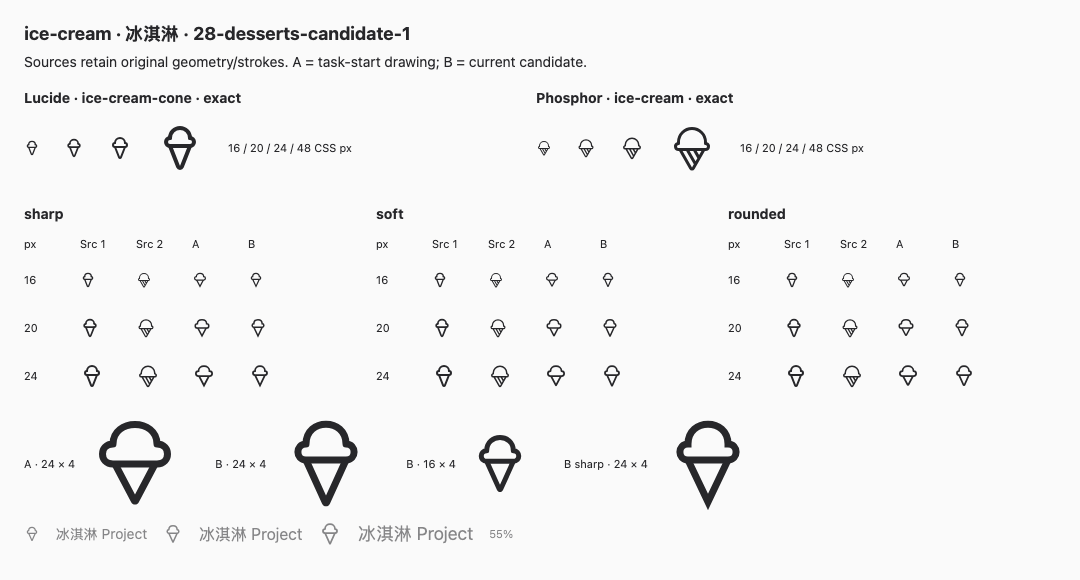 ice-cream · 冰淇淋 · 28-desserts-candidate-1
Sources retain original geometry/strokes. A = task-start drawing; B = current candidate.
Lucide · ice-cream-cone · exact
Phosphor · ice-cream · exact
16 / 20 / 24 / 48 CSS px
16 / 20 / 24 / 48 CSS px
sharp
soft
rounded
px Src 1 Src 2 A B
px Src 1 Src 2 A B
px Src 1 Src 2 A B
16
16
16
20
20
20
24
24
24
A · 24 × 4
B · 24 × 4
B · 16 × 4
B sharp · 24 × 4
冰淇淋 Project
冰淇淋 Project
冰淇淋 Project
55%